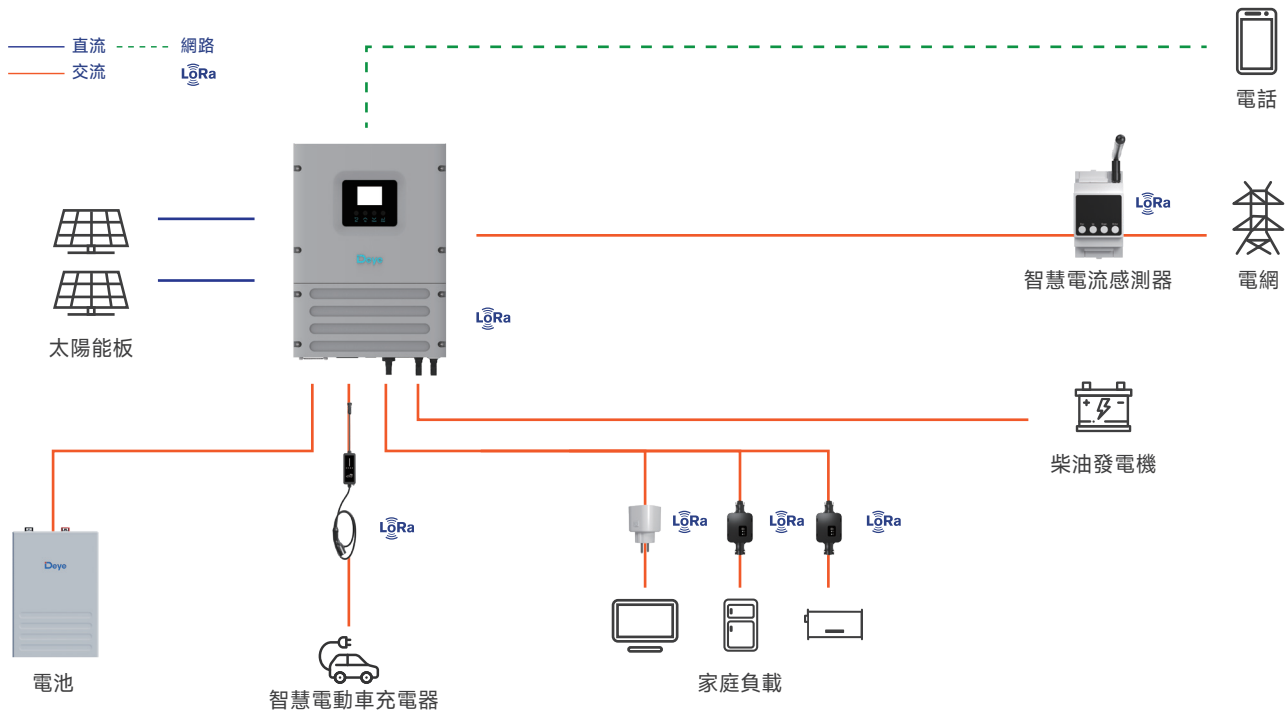 直流 網路
交流 LoRa
電話
LoRa
Deye
智慧電流感測器 電網
LoRa
太陽能板
柴油發電機
LoRa LoRa LoRa LoRa
Deye
電池
智慧電動車充電器
家庭負載